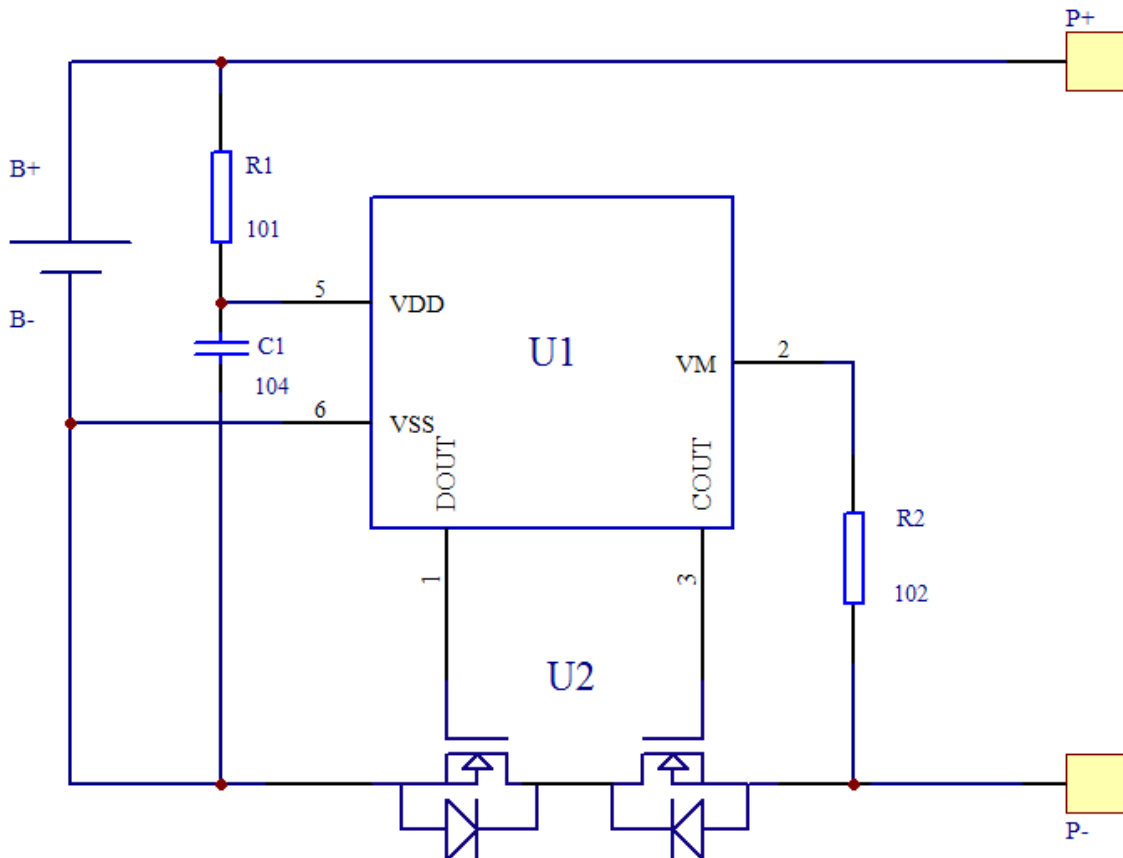 P+
B+
R1
101
B-
5
VDD
C1
104
U1
2
VM
6
VSS
DOUT
COUT
R2
102
1
3
U2
P-